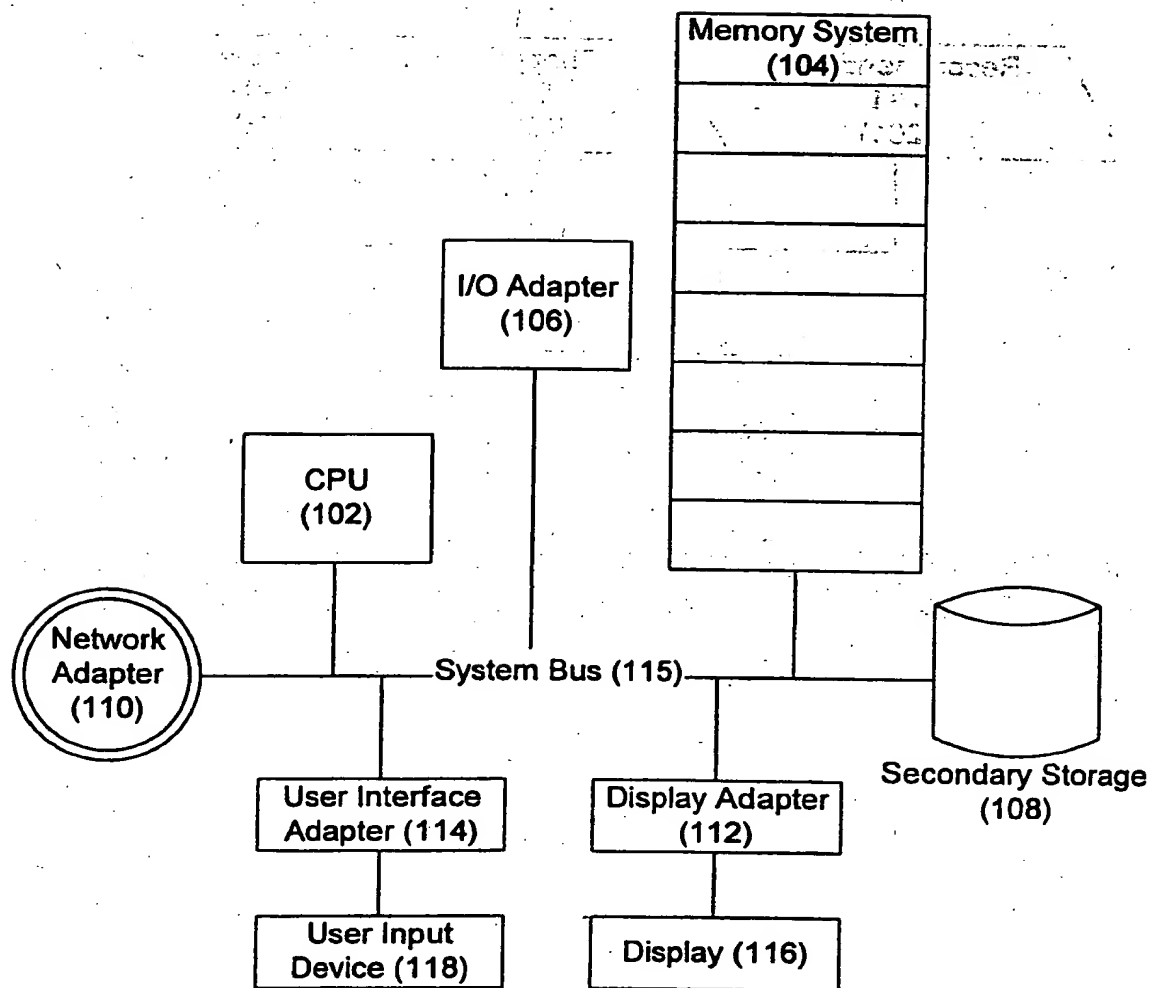 Memory System
(104)
I/O Adapter
(106)
CPU
(102)
Network
Adapter
(110)
System Bus (115)
Secondary Storage
(108)
User Interface
Adapter (114)
Display Adapter
(112)
User Input
Device (118)
Display (116)